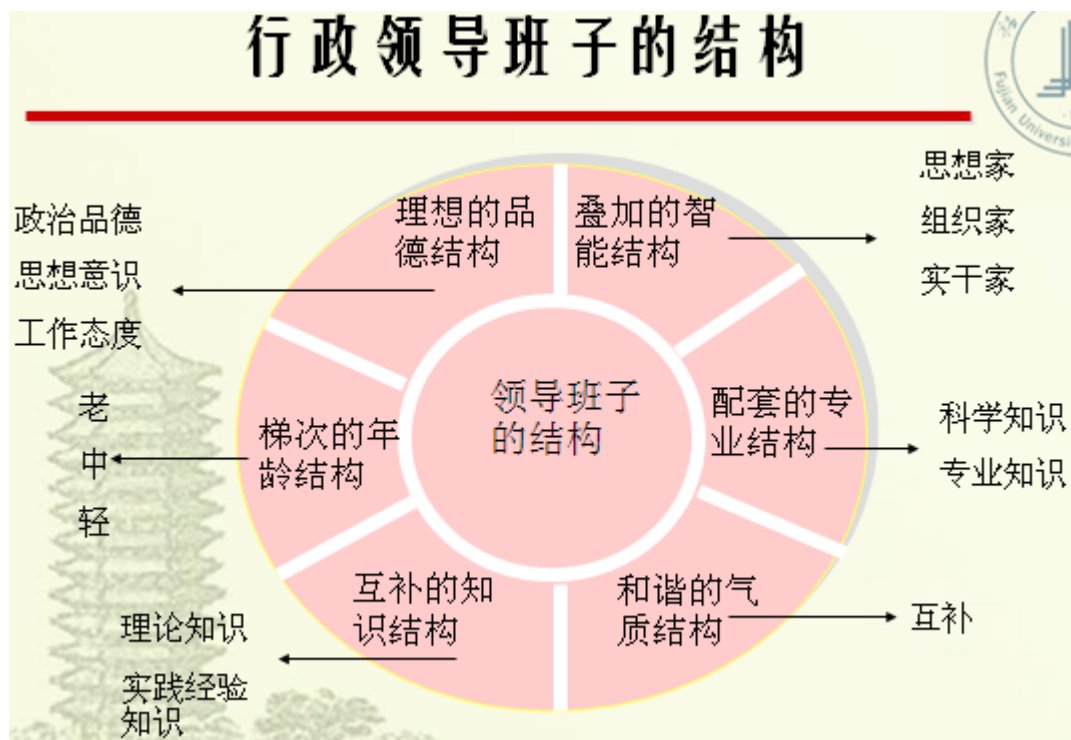 行政领导班子的结构
Fujian Universi
政治品德
思想意识
工作态度
理想的品
德结构
叠加的智
能结构
思想家
组织家
实干家
老
中
轻
梯次的年
龄结构
领导班子
的结构
配套的专
业结构
科学知识
专业知识
互补的知
识结构
理论知识
实践经验
知识
和谐的气
质结构
互补